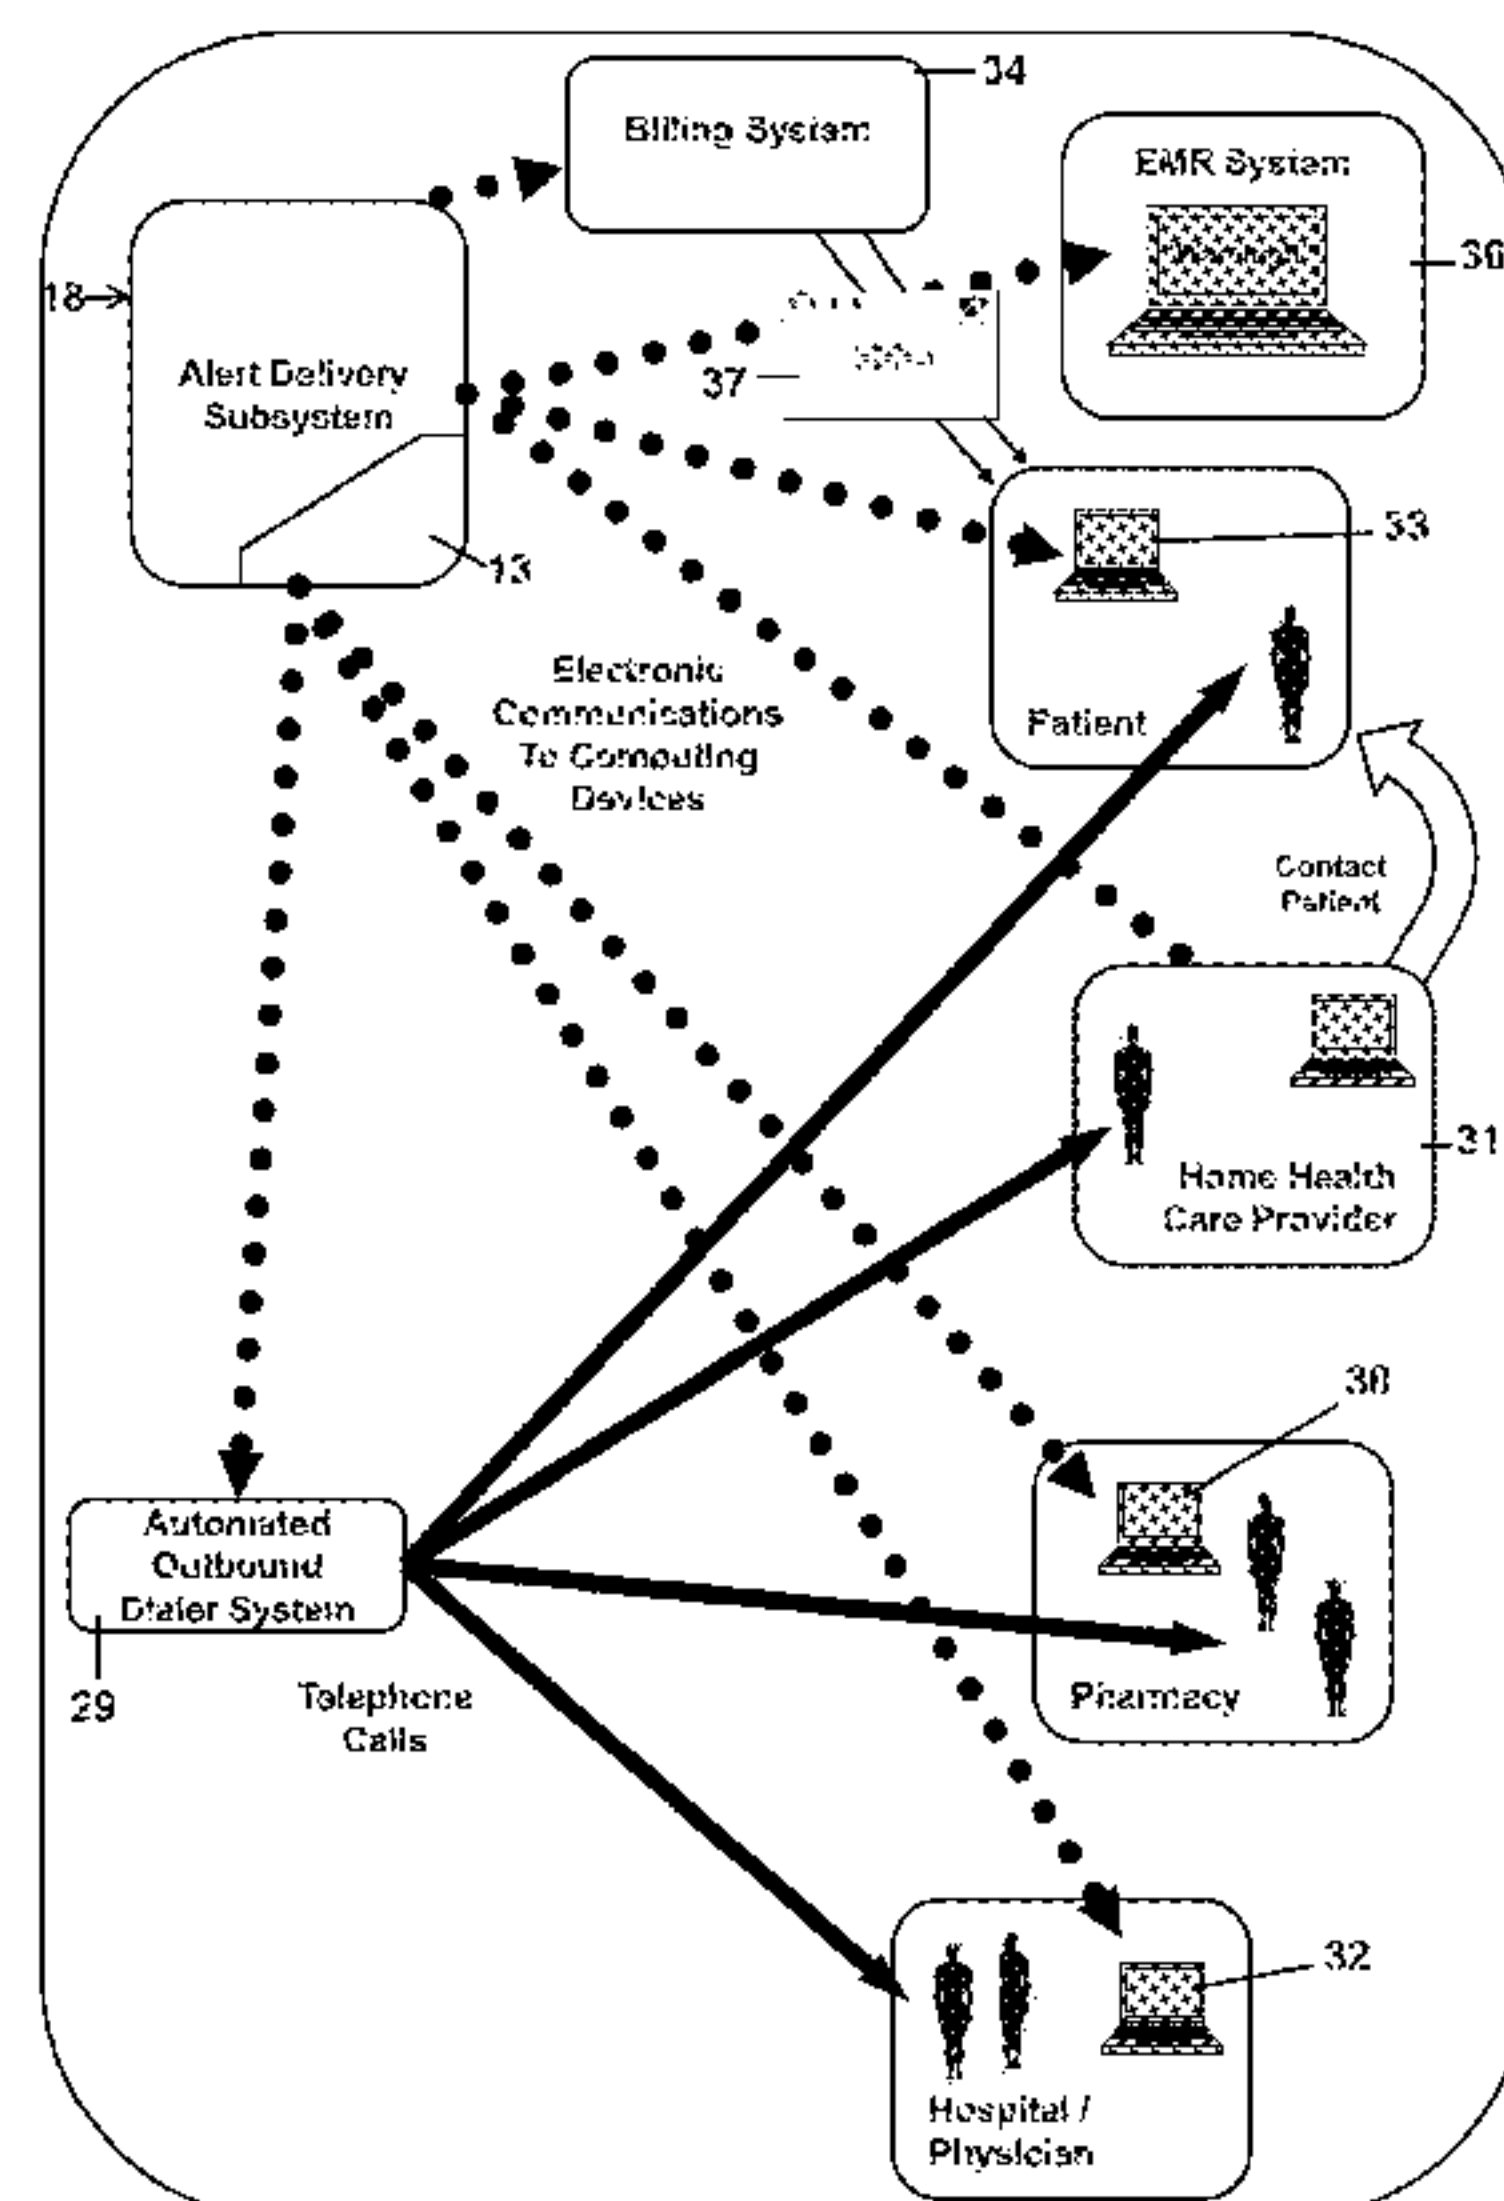 34
Billing System
EMR System
36
18
Alert Delivery
Subsystem
37
13
33
Electronic
Communications
To Computing
Devices
Patient
Contact
Patient
31
Home Health
Care Provider
30
Automated
Outbound
Dialer System
29
Telephone
Calls
Pharmacy
32
Hospital /
Physician